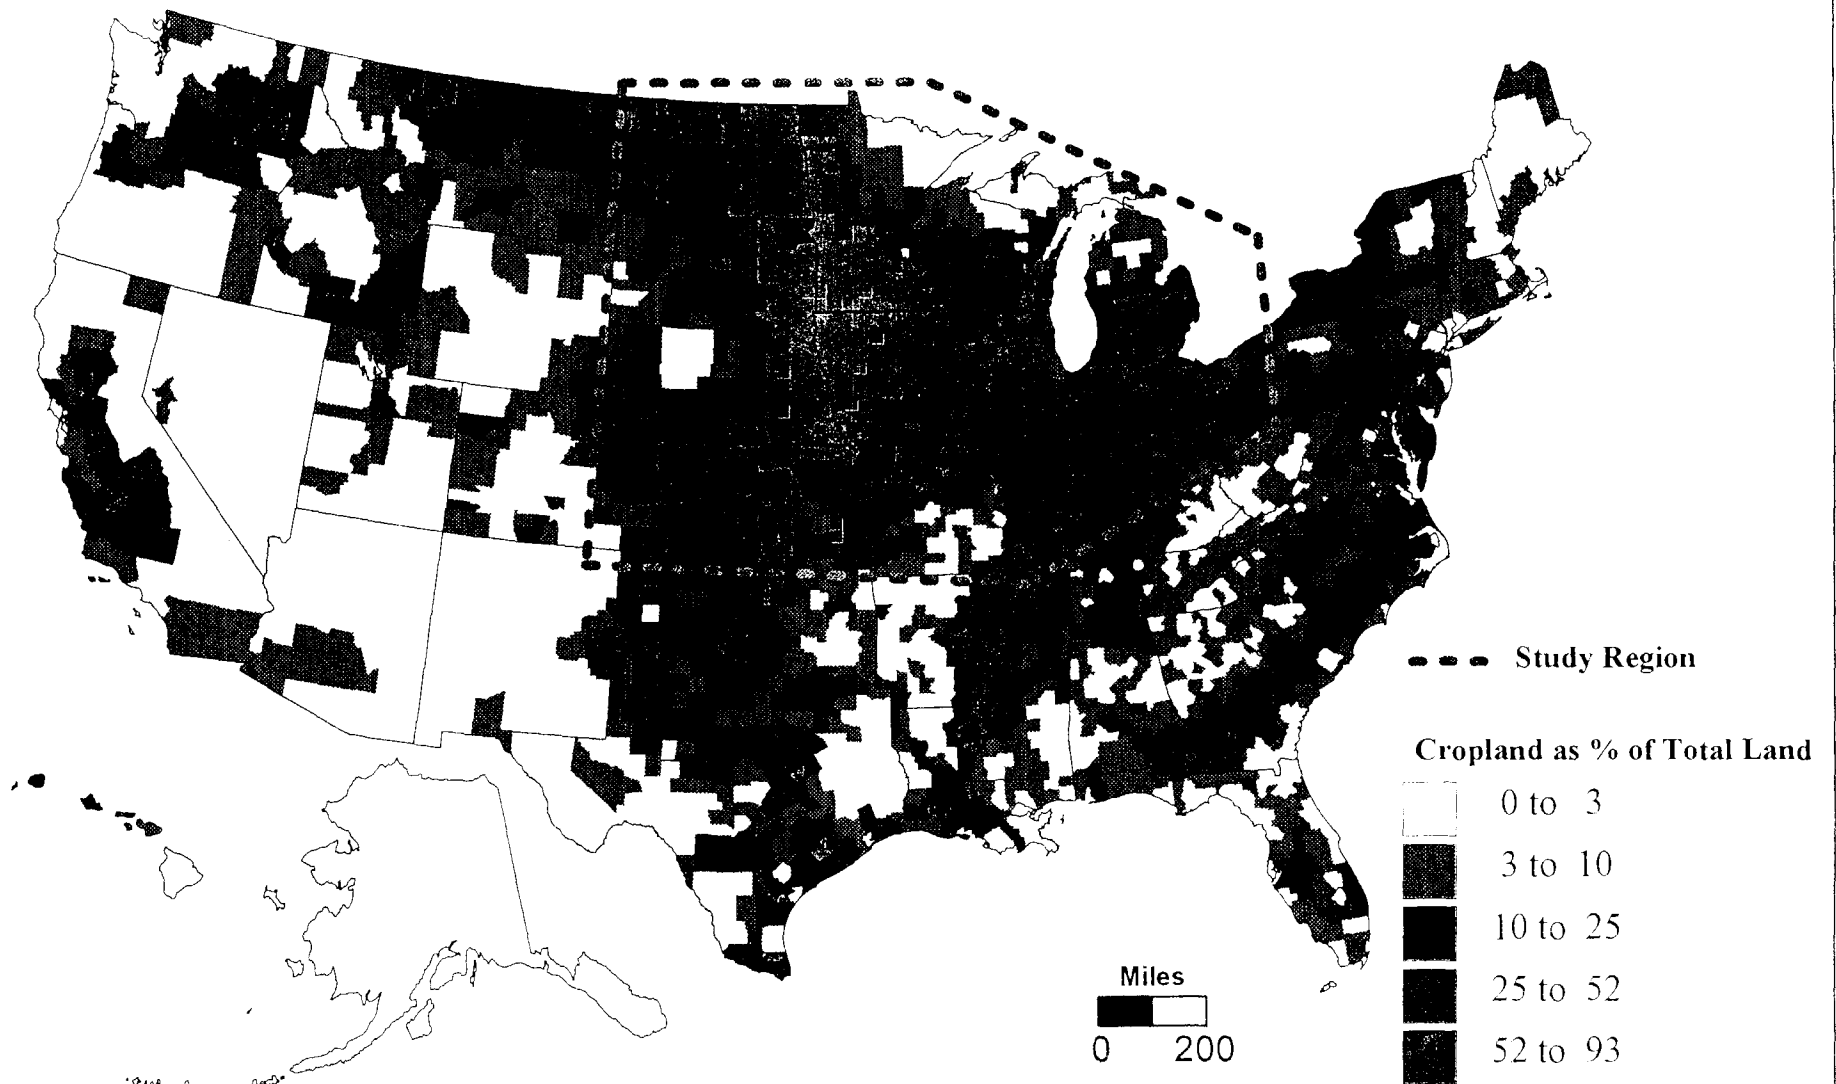 Study Region
Cropland as % of Total Land
0 to 3
3 to 10
10 to 25
25 to 52
52 to 93
Miles
0 200